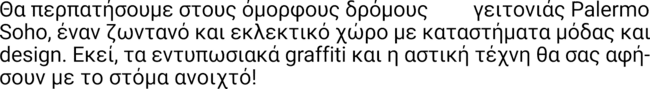 Θα περπατήσουμε στους όμορφους δρόμους γειτονιάς Palermo
Soho, έναν ζωντανό και εκλεκτικό χώρο με καταστήματα μόδας και
design. Εκεί, τα εντυπωσιακά graffiti και η αστική τέχνη θα σας αφή-
σουν με το στόμα ανοιχτό!